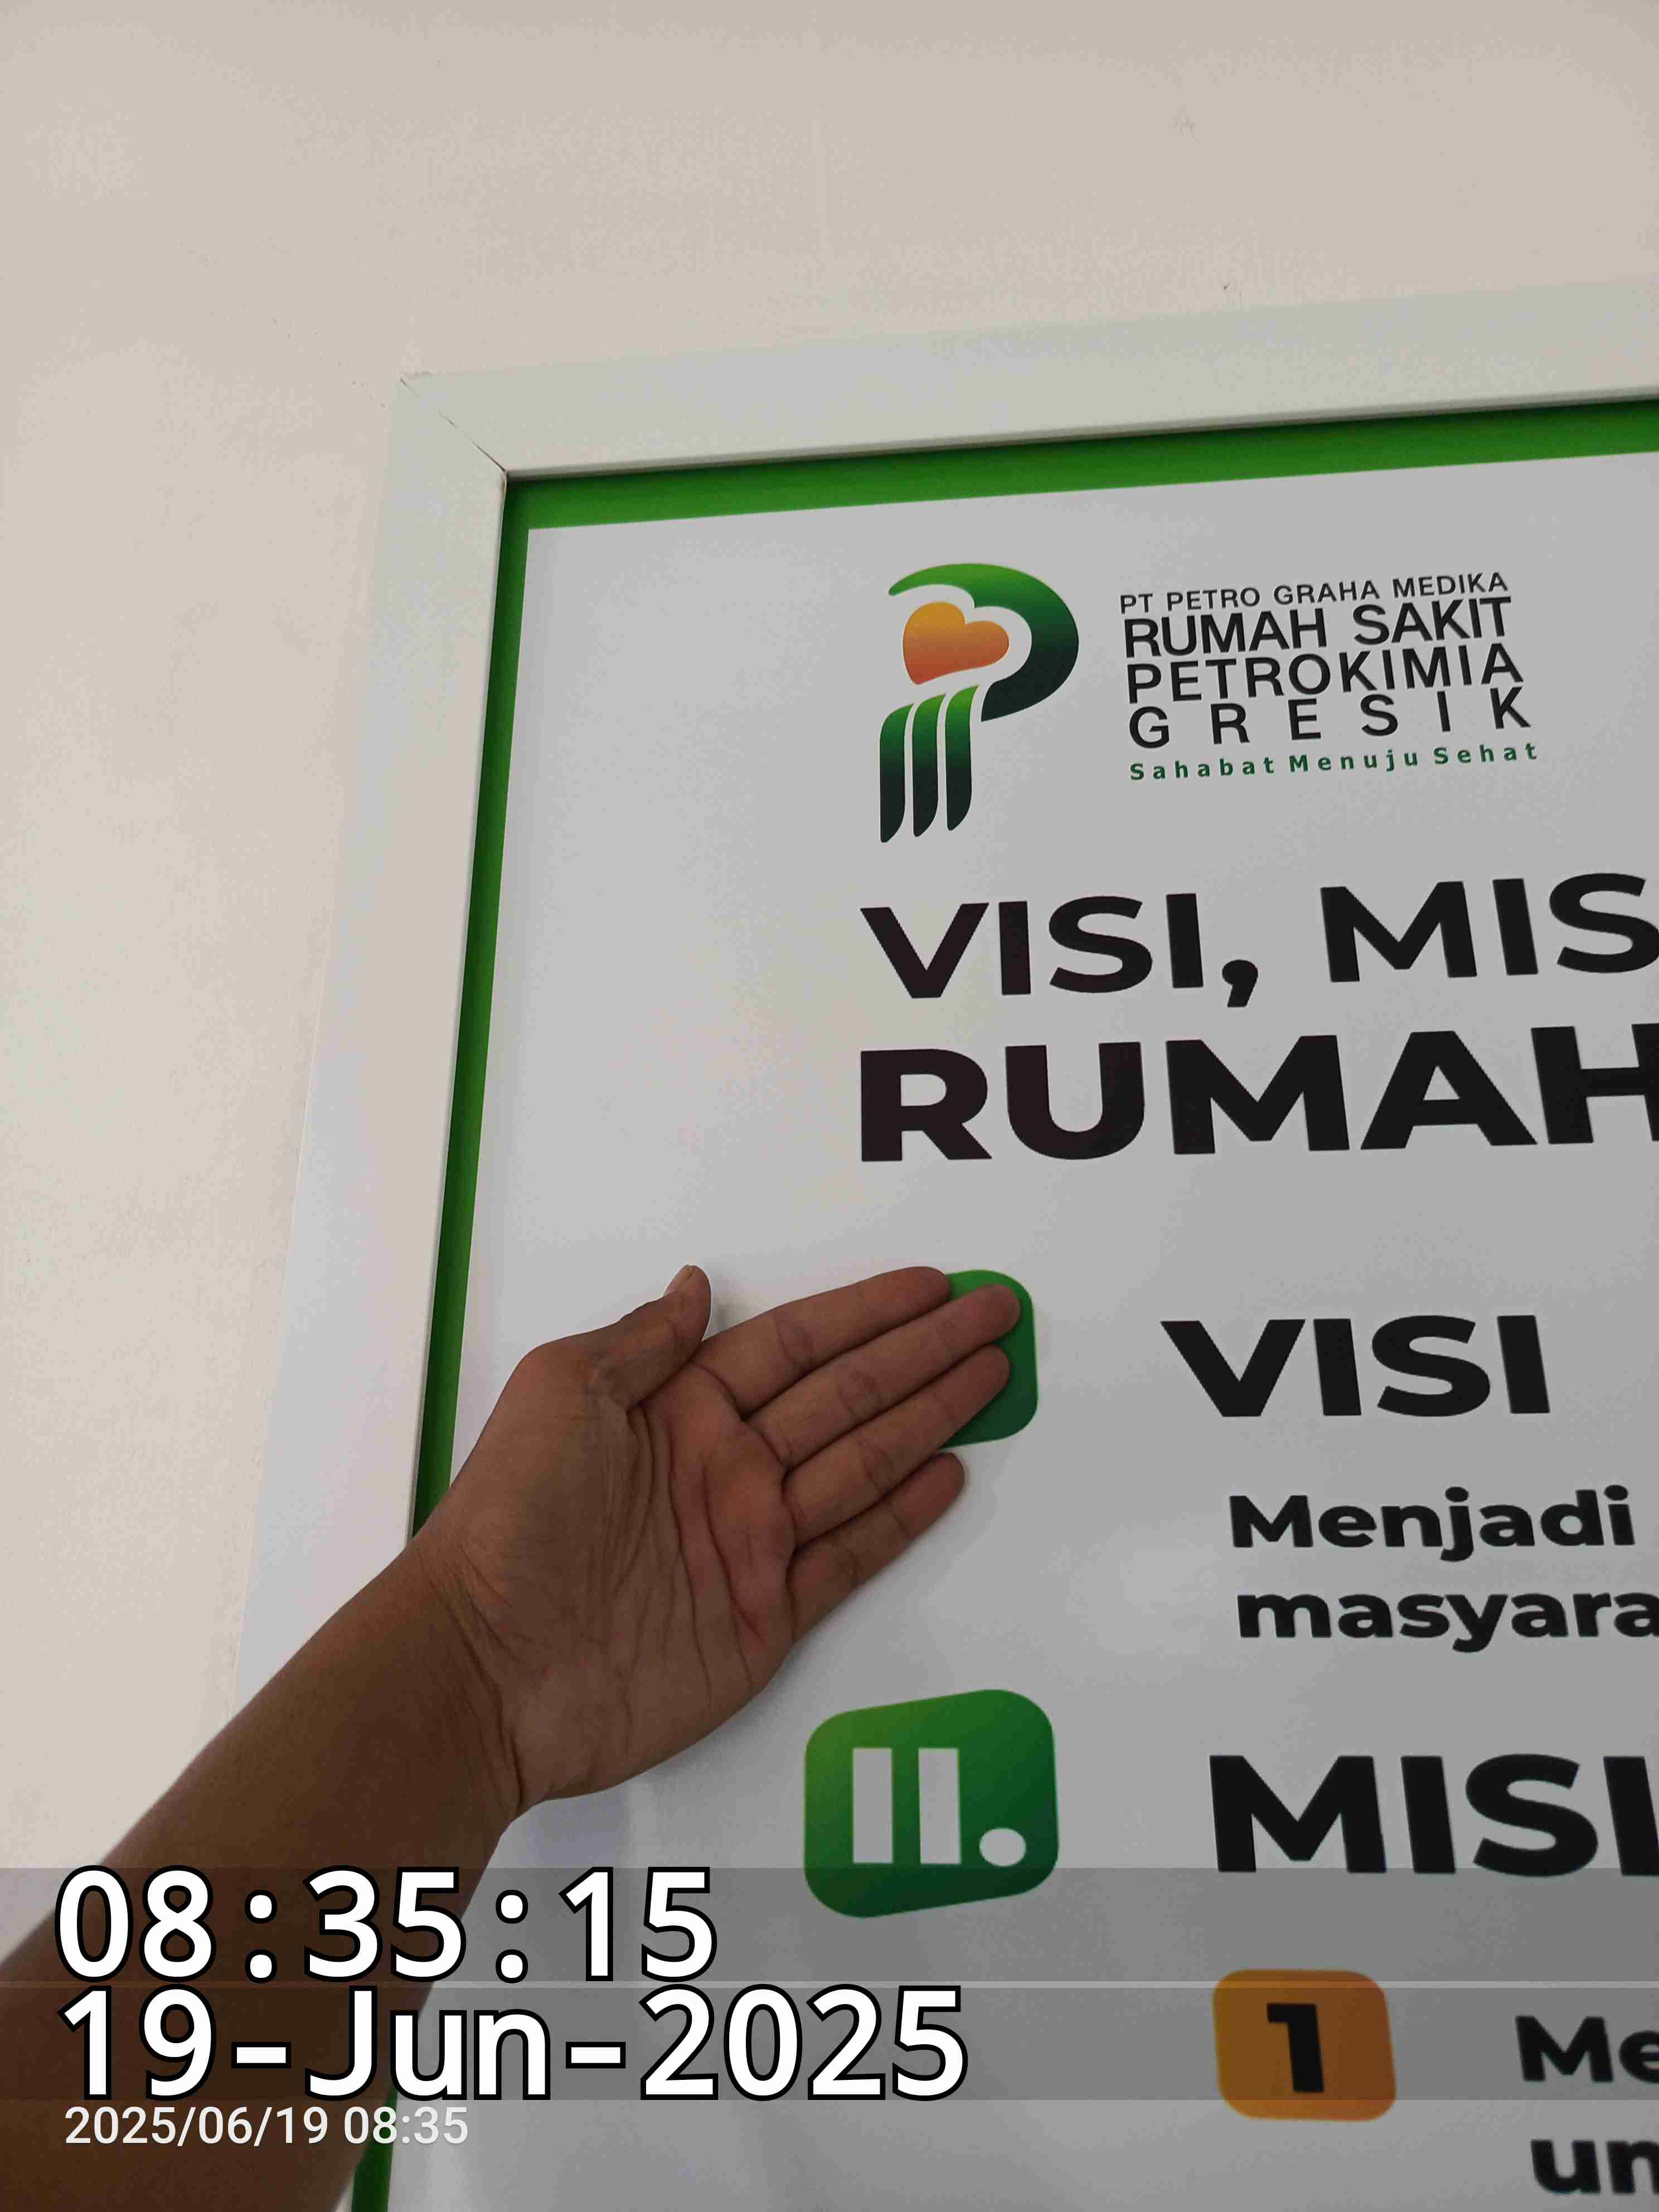 PT PETRO GRAHA MEDIKA
RUMAH SAKIT
PETROKIMIA
GRESIK
Sahabat Menuju Sehat
VISI, MIS
RUMAH
VISI
Menjadi
masyara
II.
MISI
1
Me
un
08:35:15
19-Jun-2025
2025/06/19 08:35